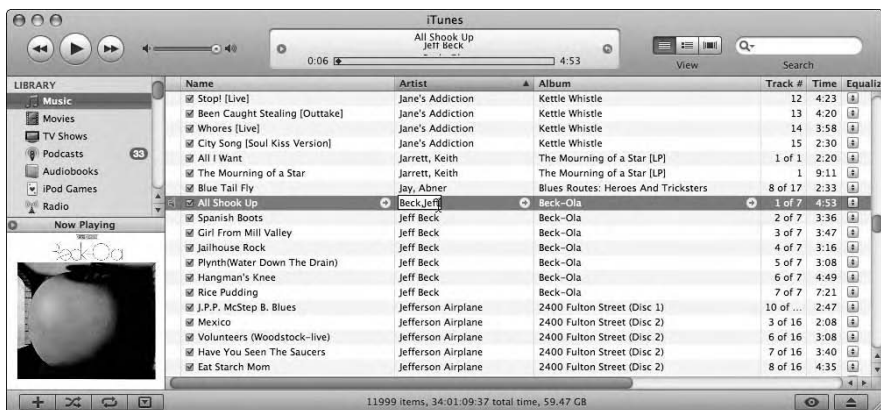 iTunes
All Shook Up
Jeff Beck
0:06 4:53
View Search
LIBRARY
Music
Movies
TV Shows
Podcasts 33
Audiobooks
iPod Games
Radio
Now Playing
Beck-Ola
Name Artist Album Track # Time Equaliz
Stop! [Live] Jane's Addiction Kettle Whistle 12 4:23
Been Caught Stealing [Outtake] Jane's Addiction Kettle Whistle 13 4:20
Whores [Live] Jane's Addiction Kettle Whistle 14 3:58
City Song [Soul Kiss Version] Jane's Addiction Kettle Whistle 15 2:30
All I Want Jarrett, Keith The Mourning of a Star [LP] 1 of 1 2:20
The Mourning of a Star Jarrett, Keith The Mourning of a Star [LP] 1 9:11
Blue Tail Fly Jay, Abner Blues Routes: Heroes And Tricksters 8 of 17 2:33
All Shook Up Beck,Jeff Beck-Ola 1 of 7 4:53
Spanish Boots Jeff Beck Beck-Ola 2 of 7 3:36
Girl From Mill Valley Jeff Beck Beck-Ola 3 of 7 3:47
Jailhouse Rock Jeff Beck Beck-Ola 4 of 7 3:16
Plynth(Water Down The Drain) Jeff Beck Beck-Ola 5 of 7 3:08
Hangman's Knee Jeff Beck Beck-Ola 6 of 7 4:49
Rice Pudding Jeff Beck Beck-Ola 7 of 7 7:21
J.P.P. McStep B. Blues Jefferson Airplane 2400 Fulton Street (Disc 1) 10 of ... 2:47
Mexico Jefferson Airplane 2400 Fulton Street (Disc 2) 3 of 16 2:08
Volunteers (Woodstock-live) Jefferson Airplane 2400 Fulton Street (Disc 2) 6 of 16 3:08
Have You Seen The Saucers Jefferson Airplane 2400 Fulton Street (Disc 2) 7 of 16 3:40
Eat Starch Mom Jefferson Airplane 2400 Fulton Street (Disc 2) 8 of 16 4:35
11999 items, 34:01:09:37 total time, 59.47 GB